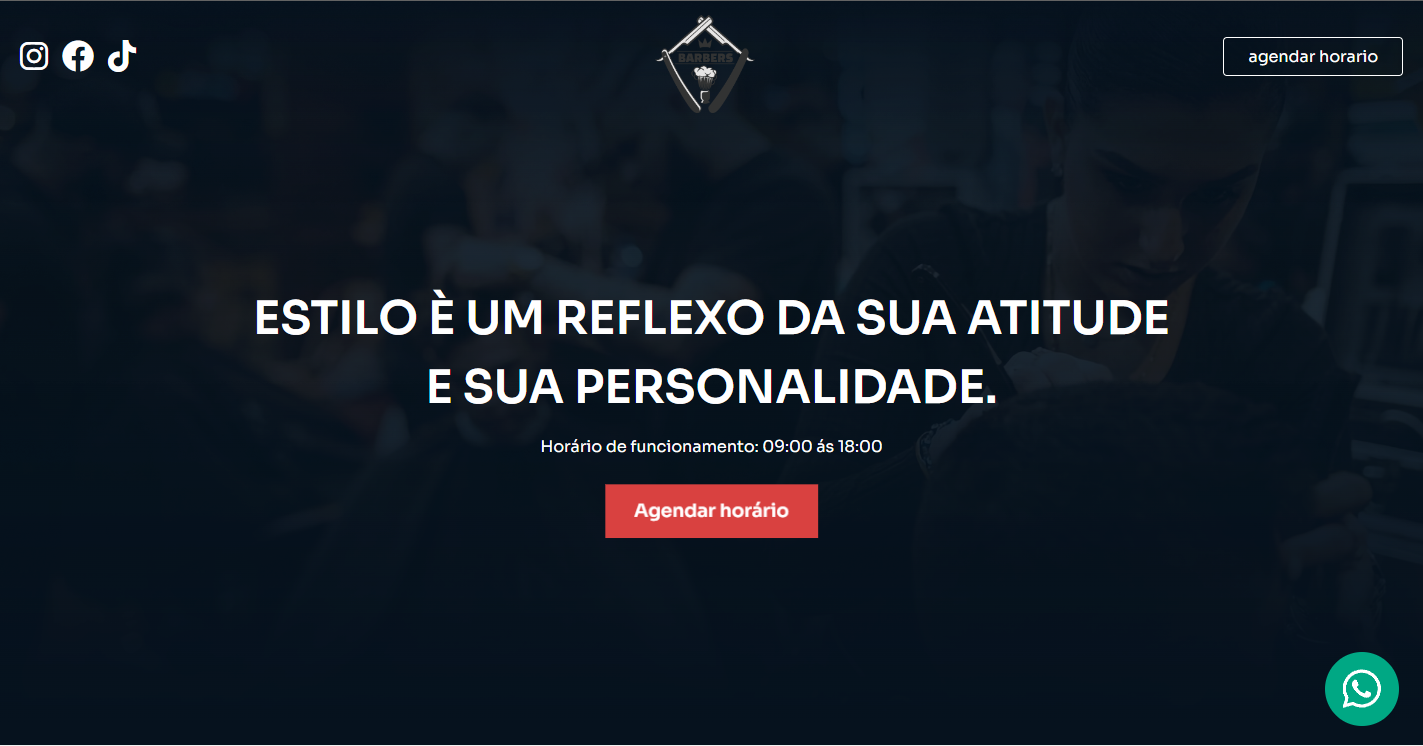 BARBERS
agendar horario
ESTILO È UM REFLEXO DA SUA ATITUDE
E SUA PERSONALIDADE.
Horário de funcionamento: 09:00 ás 18:00
Agendar horário